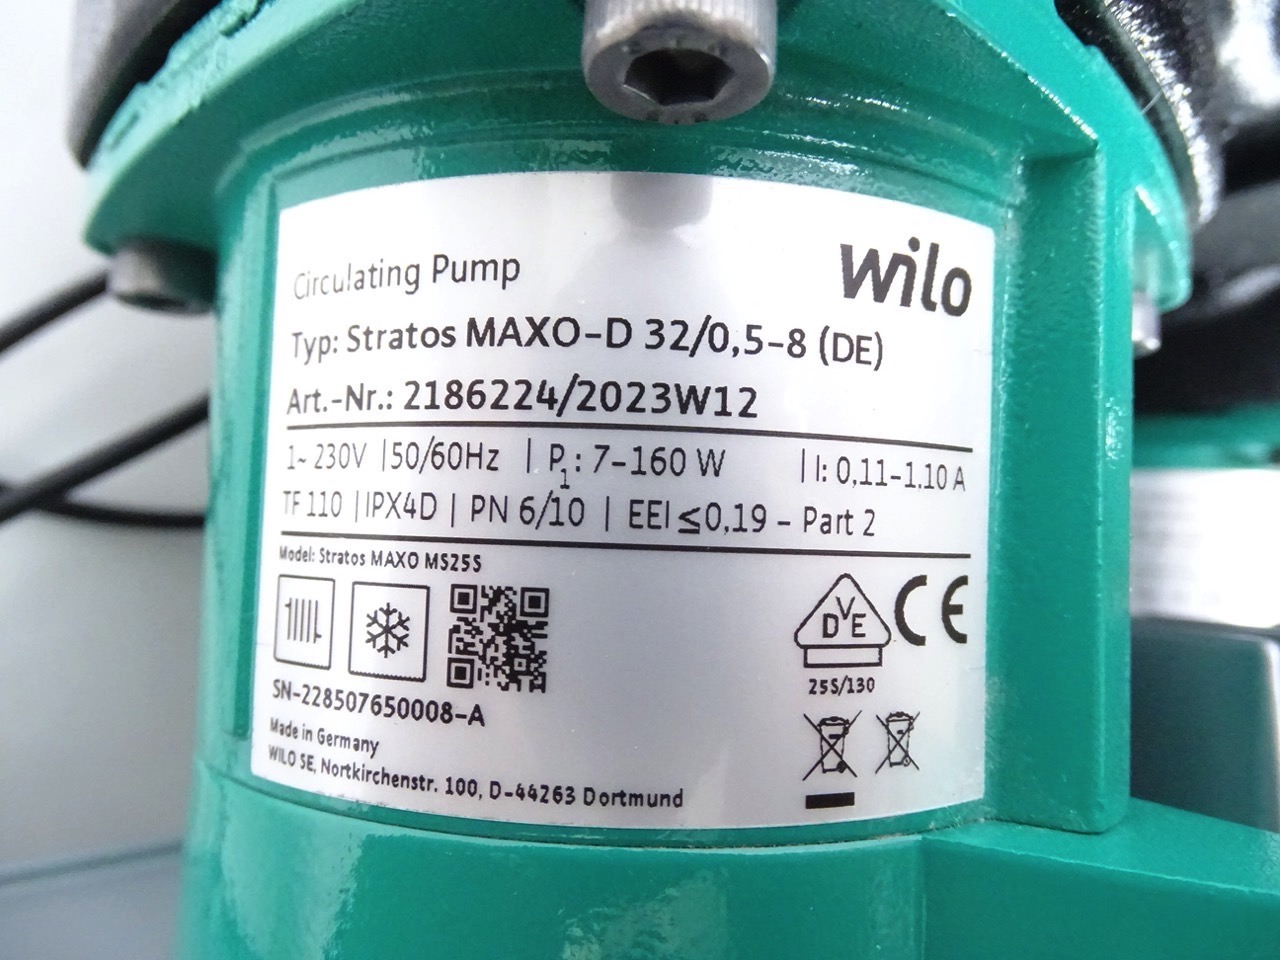 wilo
Circulating Pump
Typ: Stratos MAXO-D 32/0,5-8 (DE)
Art.-Nr.: 2186224/2023W12
1~ 230V | 50/60Hz | P1: 7-160 W | I: 0,11-1,10 A
TF 110 | IPX4D | PN 6/10 | EEI ≤0,19 - Part 2
Model: Stratos MAXO MS25S
DVE
CE
25S/130
SN-228507650008-A
Made in Germany
WILO SE, Nortkirchenstr. 100, D-44263 Dortmund